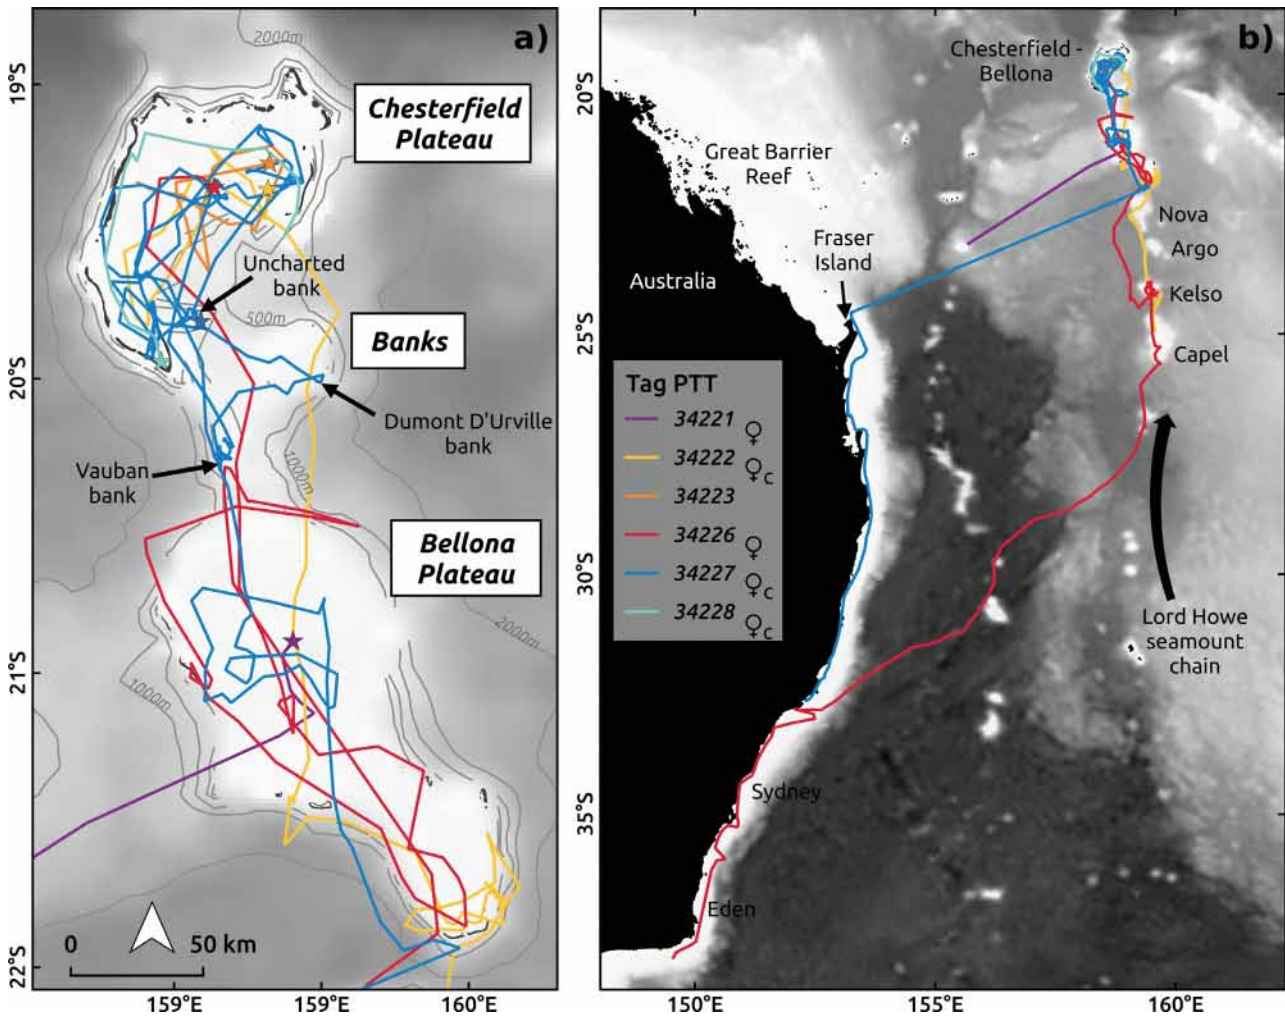 a)
2000m
19°S
Chesterfield
Plateau
Uncharted
bank
500m
Banks
20°S
Dumont D'Urville
bank
Vauban
bank
1000m
Bellona
Plateau
2000m
21°S
1000m
0
50 km
22°S
159°E
159°E
160°E
b)
Chesterfield -
Bellona
20°S
Great Barrier
Reef
Fraser
Island
Nova
Argo
Australia
Kelso
25°S
Capel
Tag PTT
34221 ♀
34222 ♀c
34223
34226 ♀
34227 ♀c
34228 ♀c
30°S
Lord Howe
seamount
chain
Sydney
35°S
Eden
150°E
155°E
160°E